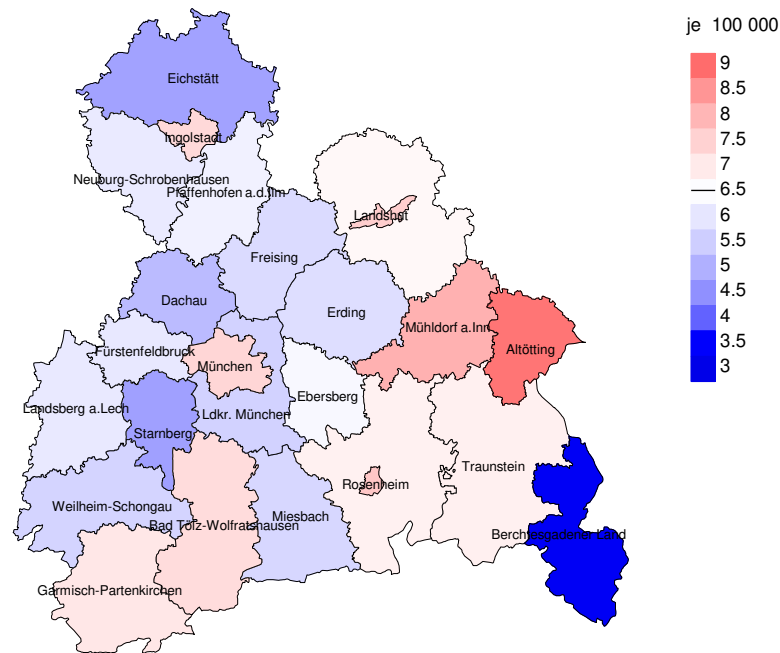 je 100 000
9
8.5
8
7.5
7
6.5
6
5.5
5
4.5
4
3.5
3
Eichstätt
Ingolstadt
Neuburg-Schrobenhausen
Pfaffenhofen a.d.Ilm
Landshut
Freising
Dachau
Erding
Mühldorf a.Inn
Altötting
Fürstenfeldbruck
München
Ebersberg
Landsberg a.Lech
Ldkr. München
Starnberg
Traunstein
Rosenheim
Weilheim-Schongau
Miesbach
Bad Tölz-Wolfratshausen
Berchtesgadener Land
Garmisch-Partenkirchen